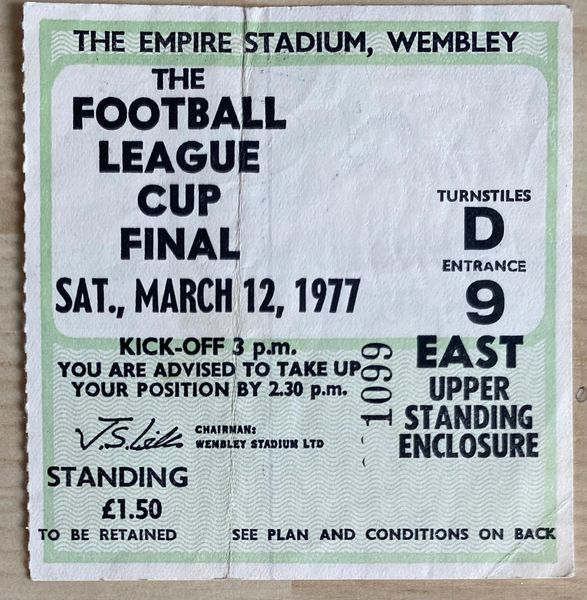 THE EMPIRE STADIUM, WEMBLEY
THE
FOOTBALL
LEAGUE
CUP
FINAL
SAT., MARCH 12, 1977
TURNSTILES
D
ENTRANCE
9
EAST
UPPER
STANDING
ENCLOSURE
KICK-OFF 3 p.m.
YOU ARE ADVISED TO TAKE UP
YOUR POSITION BY 2.30 p.m.
1099
CHAIRMAN:
WEMBLEY STADIUM LTD
STANDING
£1.50
TO BE RETAINED
SEE PLAN AND CONDITIONS ON BACK